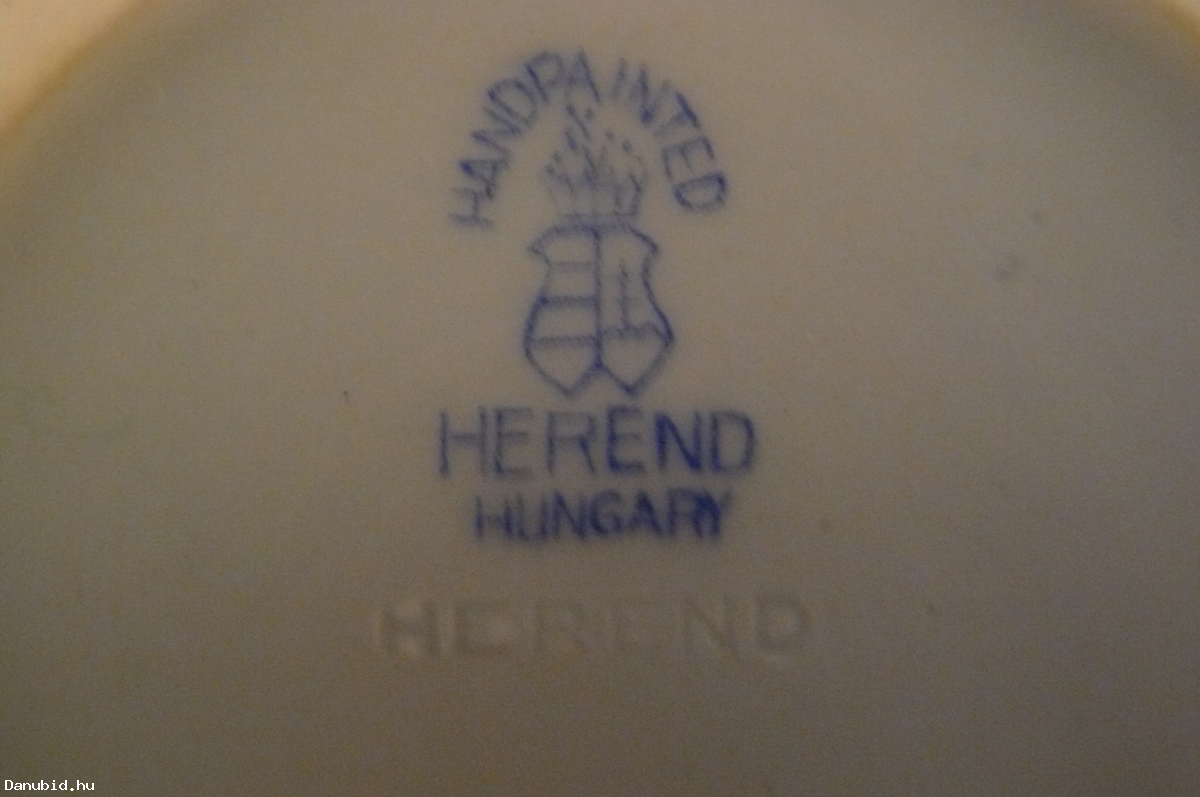 HANDPAINTED
HEREND
HUNGARY
HEREND
Danubid.hu